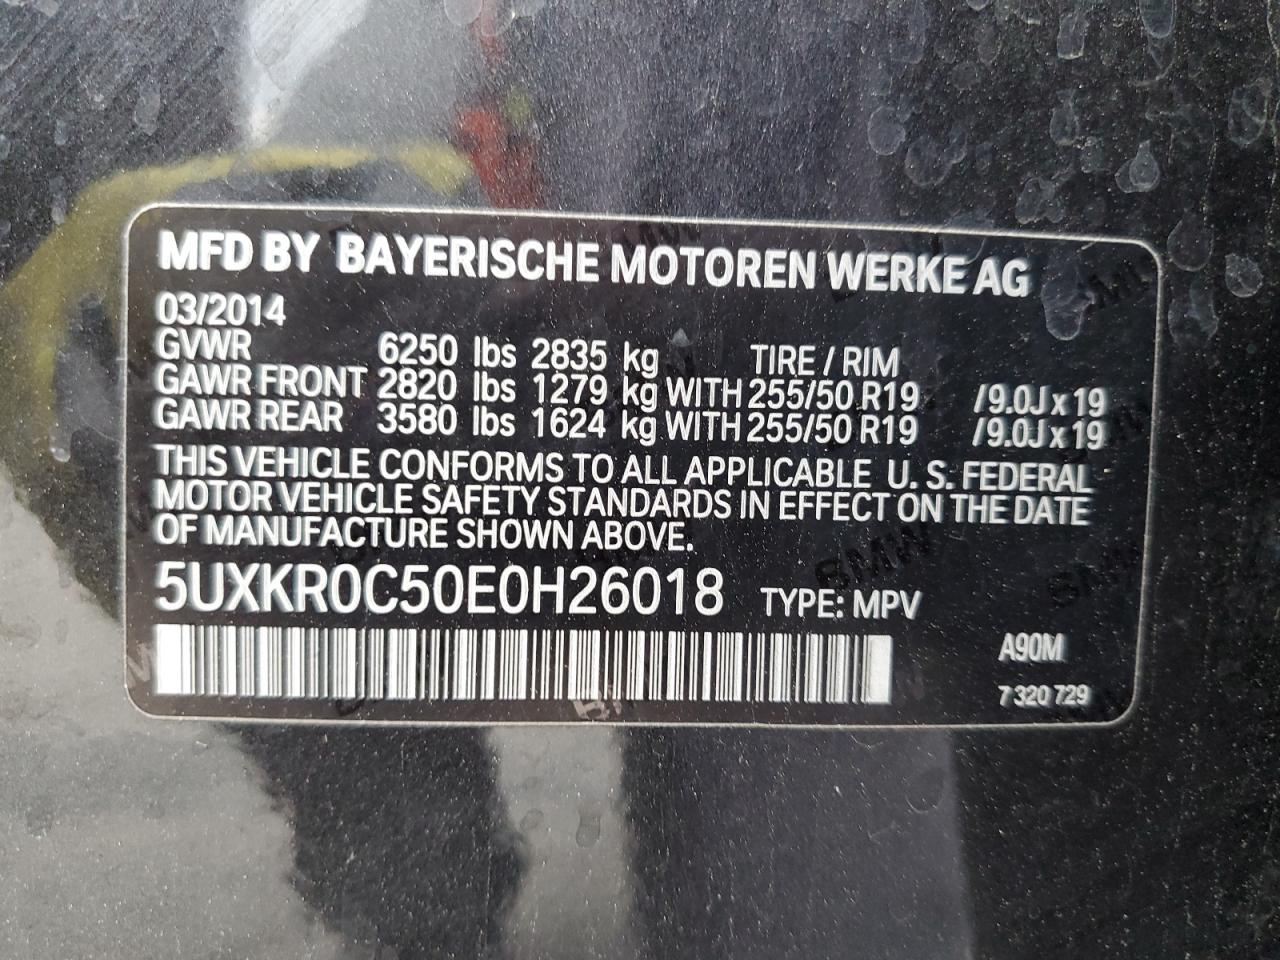 MFD BY BAYERISCHE MOTOREN WERKE AG
03/2014
GVWR 6250 lbs 2835 kg TIRE / RIM
GAWR FRONT 2820 lbs 1279 kg WITH 255/50 R19 /9.0J x 19
GAWR REAR 3580 lbs 1624 kg WITH 255/50 R19 /9.0J x 19
THIS VEHICLE CONFORMS TO ALL APPLICABLE U. S. FEDERAL
MOTOR VEHICLE SAFETY STANDARDS IN EFFECT ON THE DATE
OF MANUFACTURE SHOWN ABOVE.
5UXKR0C50E0H26018 TYPE: MPV
A90M
7 320 729